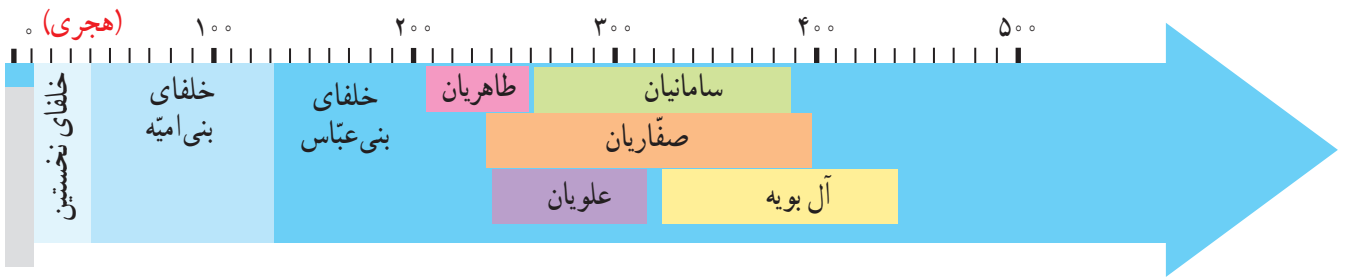 ۰ (هجری) ۱۰۰ ۲۰۰ ۳۰۰ ۴۰۰ ۵۰۰
خلفای نخستین
خلفای
بنی‌امیّه
خلفای
بنی‌عبّاس
طاهریان
سامانیان
صفّاریان
علویان
آل بویه